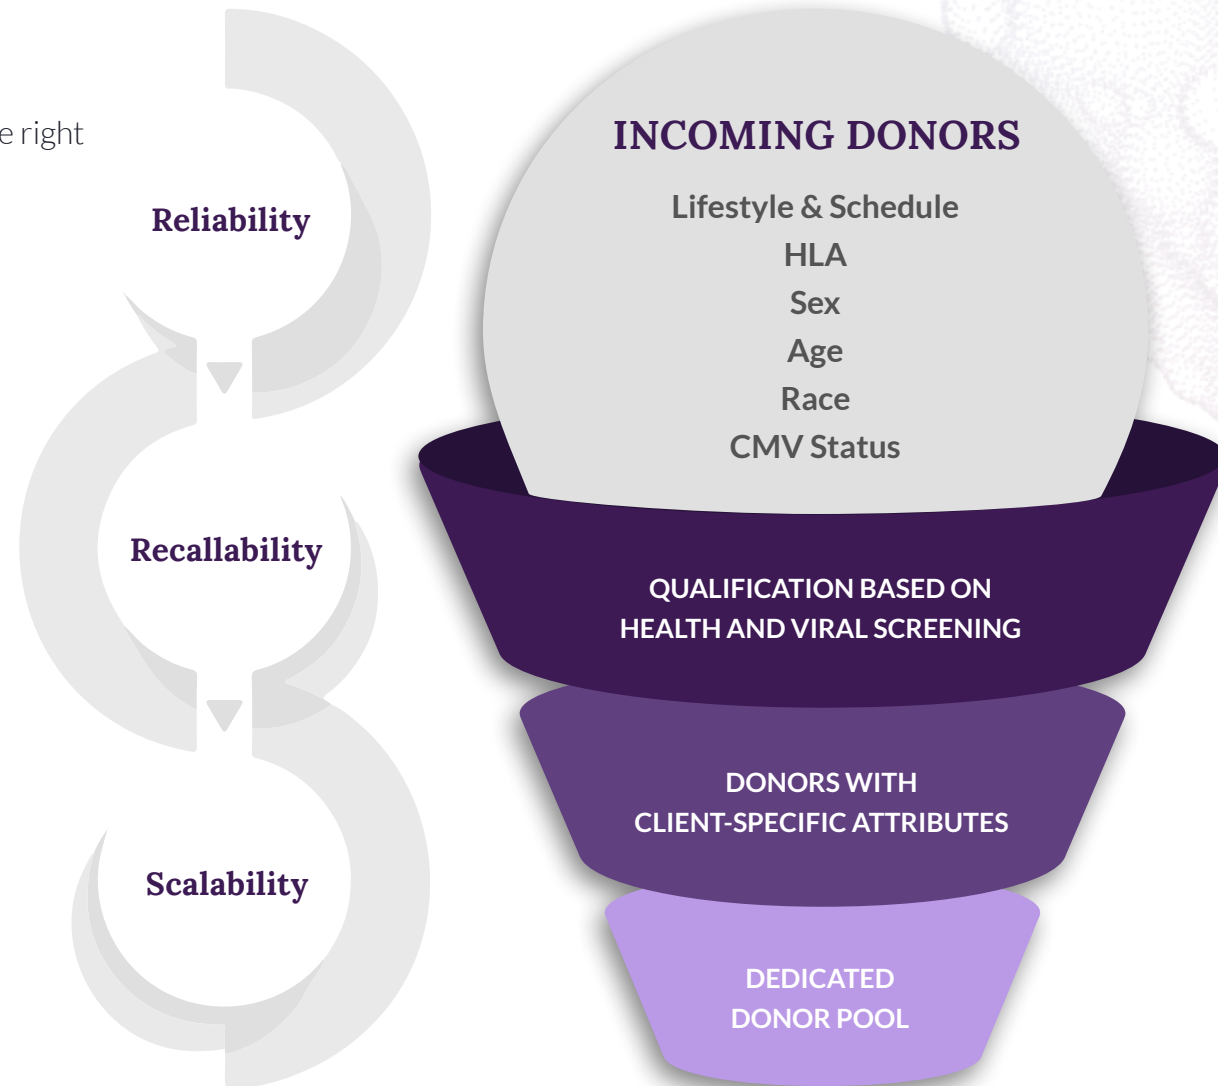 e right
Reliability
Recallability
Scalability
INCOMING DONORS
Lifestyle & Schedule
HLA
Sex
Age
Race
CMV Status
QUALIFICATION BASED ON
HEALTH AND VIRAL SCREENING
DONORS WITH
CLIENT-SPECIFIC ATTRIBUTES
DEDICATED
DONOR POOL